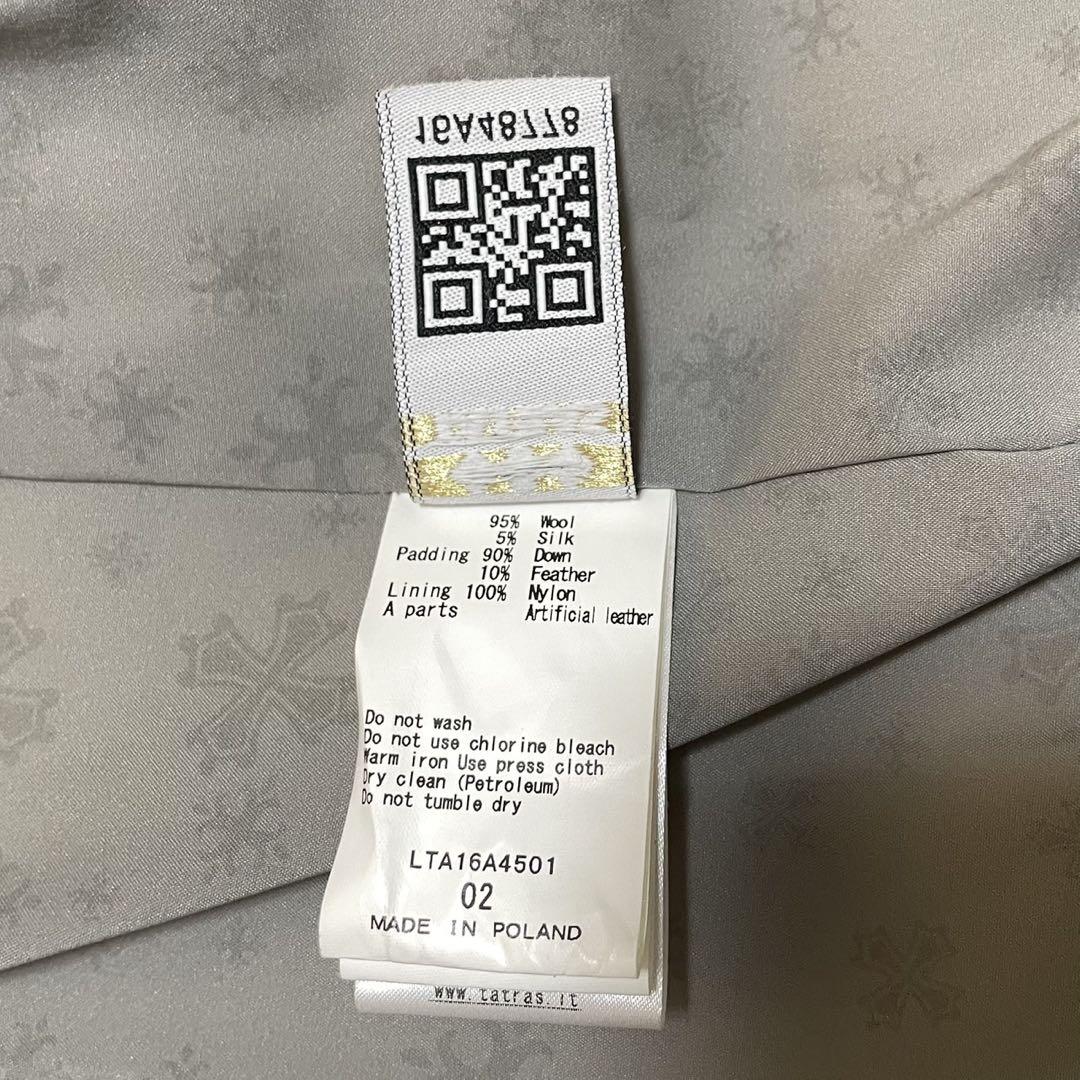 16A48778
95% Wool
5% Silk
Padding 90% Down
10% Feather
Lining 100% Nylon
A parts Artificial leather
Do not wash
Do not use chlorine bleach
Warm iron Use press cloth
Dry clean (Petroleum)
Do not tumble dry
LTA16A4501
02
MADE IN POLAND
www.tatras.it